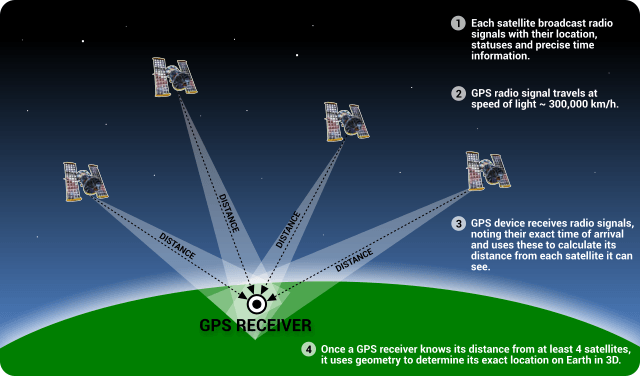 1 Each satellite broadcast radio
signals with their location,
statuses and precise time
information.
2 GPS radio signal travels at
speed of light ~ 300,000 km/h.
DISTANCE
DISTANCE
DISTANCE
DISTANCE
3 GPS device receives radio signals,
noting their exact time of arrival
and uses these to calculate its
distance from each satellite it can
see.
GPS RECEIVER
4 Once a GPS receiver knows its distance from at least 4 satellites,
it uses geometry to determine its exact location on Earth in 3D.